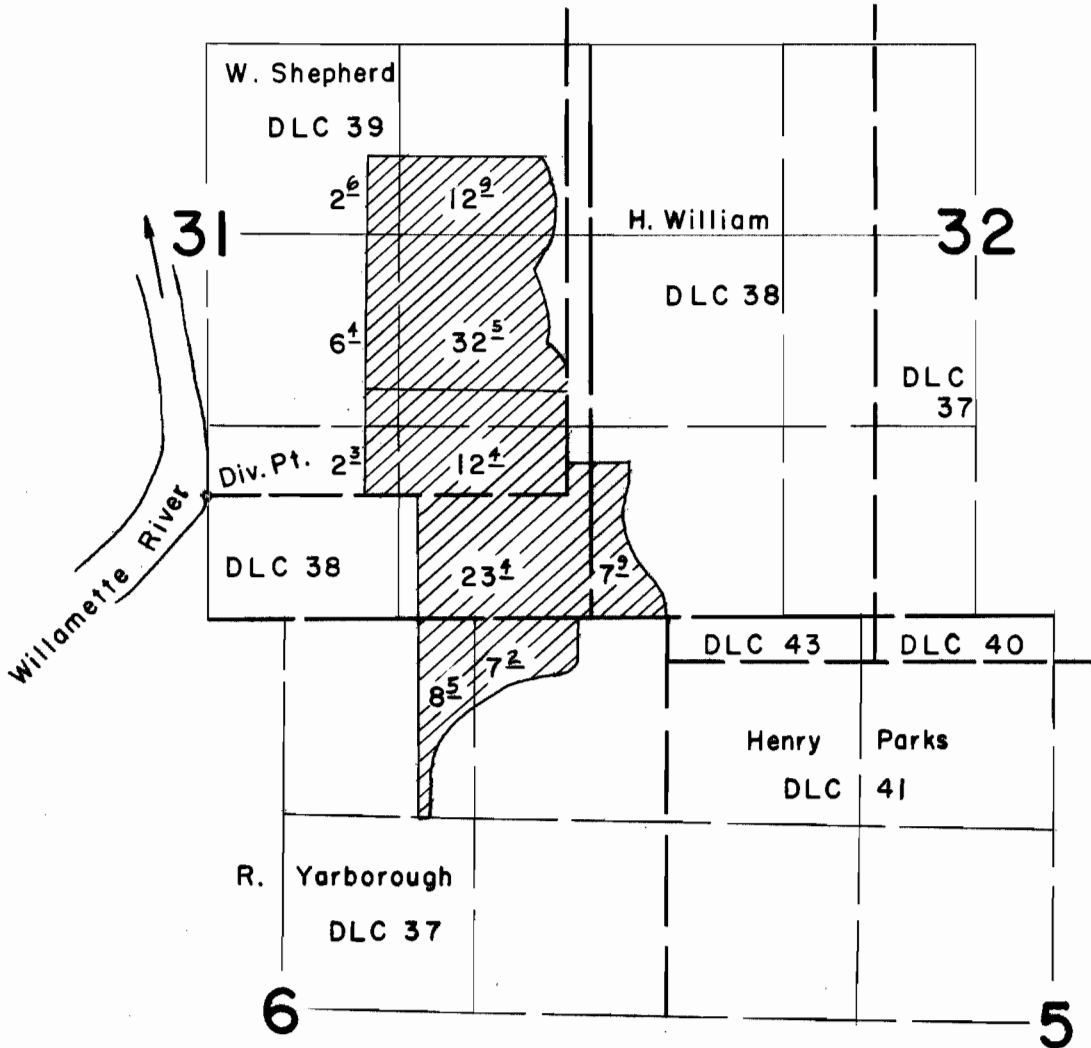 W. Shepherd
DLC 39
2 6
12 9
31
H. William
32
DLC 38
6 4
32 5
DLC
37
Div. Pt.
2 3
12 4
Willamette River
DLC 38
23 4
7 9
DLC 43
DLC 40
7 2
8 5
Henry Parks
DLC 41
R. Yarborough
DLC 37
6
5